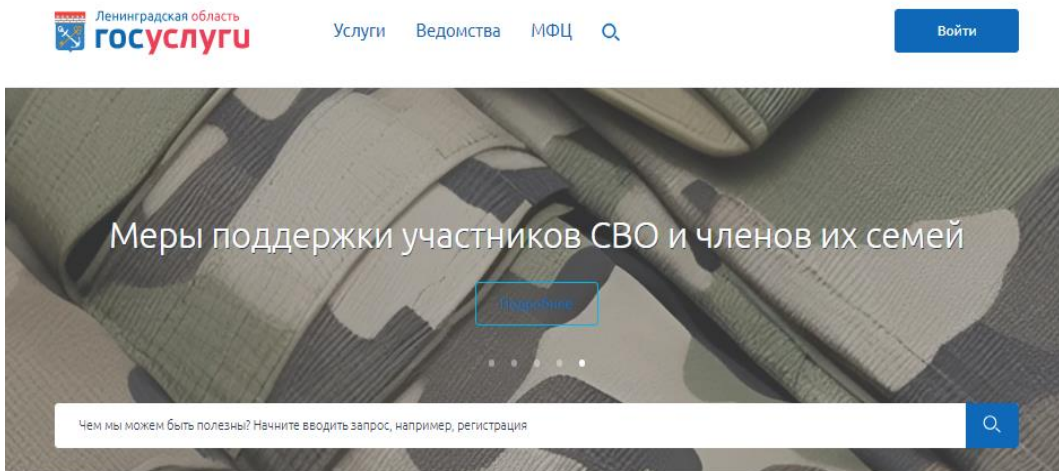 Ленинградская область
госуслуги
Услуги Ведомства МФЦ
Войти
Меры поддержки участников СВО и членов их семей
Подробнее
Чем мы можем быть полезны? Начните вводить запрос, например, регистрация